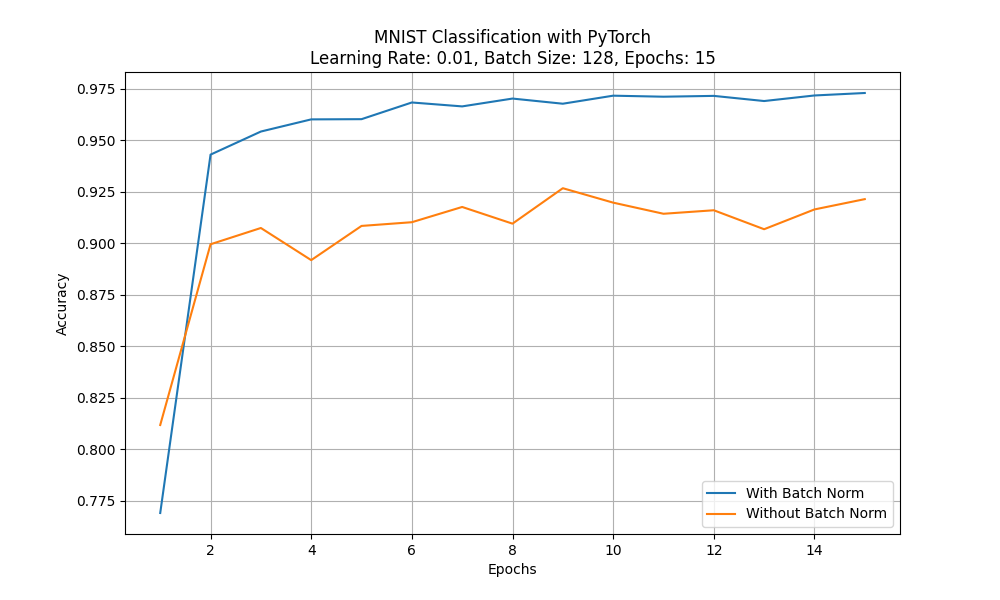 MNIST Classification with PyTorch
Learning Rate: 0.01, Batch Size: 128, Epochs: 15
0.975
0.950
0.925
0.900
0.875
0.850
0.825
0.800
0.775
Accuracy
With Batch Norm
Without Batch Norm
2 4 6 8 10 12 14
Epochs